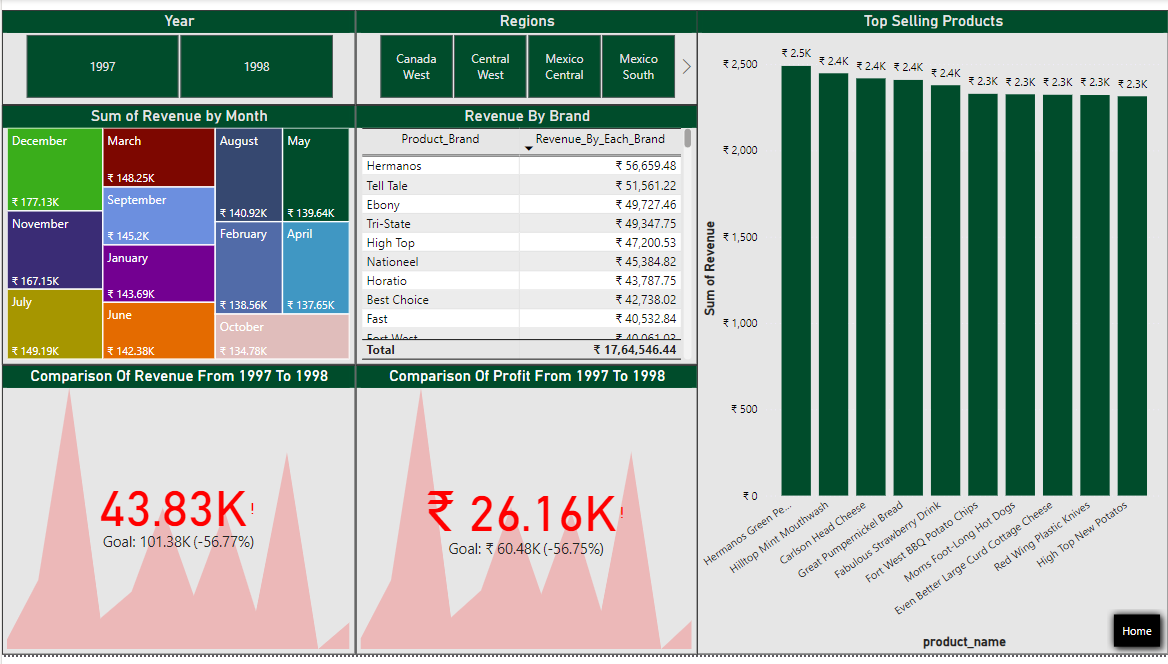 Year
1997
1998
Regions
Canada West
Central West
Mexico Central
Mexico South
Sum of Revenue by Month
December
₹ 177.13K
November
₹ 167.15K
July
₹ 149.19K
March
₹ 148.25K
September
₹ 145.2K
January
₹ 143.69K
June
₹ 142.38K
August
₹ 140.92K
May
₹ 139.64K
February
₹ 138.56K
April
₹ 137.65K
October
₹ 134.78K
Revenue By Brand
Product_Brand Revenue_By_Each_Brand
Hermanos ₹ 56,659.48
Tell Tale ₹ 51,561.22
Ebony ₹ 49,727.46
Tri-State ₹ 49,347.75
High Top ₹ 47,200.53
Nationeel ₹ 45,384.82
Horatio ₹ 43,787.75
Best Choice ₹ 42,738.02
Fast ₹ 40,532.84
Fort West ₹ 40,061.03
Total ₹ 17,64,546.44
Comparison Of Revenue From 1997 To 1998
43.83K!
Goal: 101.38K (-56.77%)
Comparison Of Profit From 1997 To 1998
₹ 26.16K!
Goal: ₹ 60.48K (-56.75%)
Top Selling Products
Sum of Revenue
₹ 2,500
₹ 2,000
₹ 1,500
₹ 1,000
₹ 500
₹ 0
₹ 2.5K
₹ 2.4K
₹ 2.4K
₹ 2.4K
₹ 2.4K
₹ 2.3K
₹ 2.3K
₹ 2.3K
₹ 2.3K
₹ 2.3K
Hermanos Green Pe...
Hilltop Mint Mouthwash
Carlson Head Cheese
Great Pumpernickel Bread
Fabulous Strawberry Drink
Fort West BBQ Potato Chips
Moms Foot-Long Hot Dogs
Even Better Large Curd Cottage Cheese
Red Wing Plastic Knives
High Top New Potatos
product_name
Home